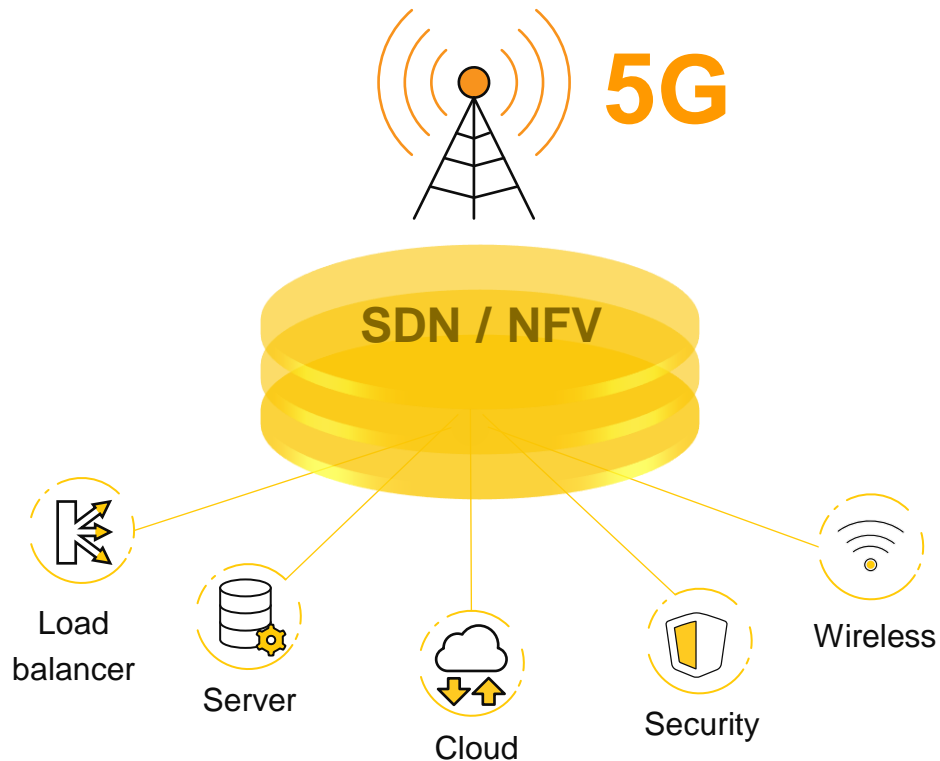 5G
SDN / NFV
Load
balancer
Server
Cloud
Security
Wireless